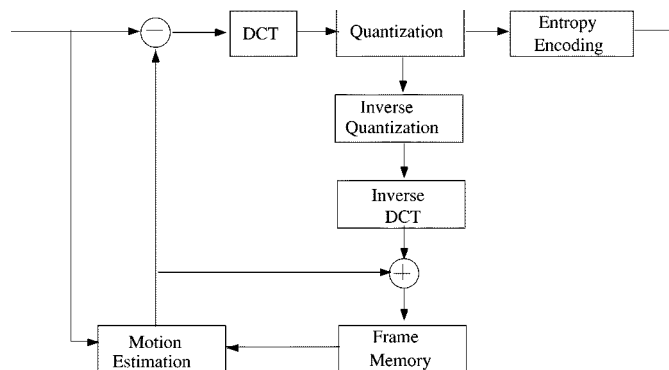 DCT
Quantization
Entropy
Encoding
Inverse
Quantization
Inverse
DCT
Motion
Estimation
Frame
Memory